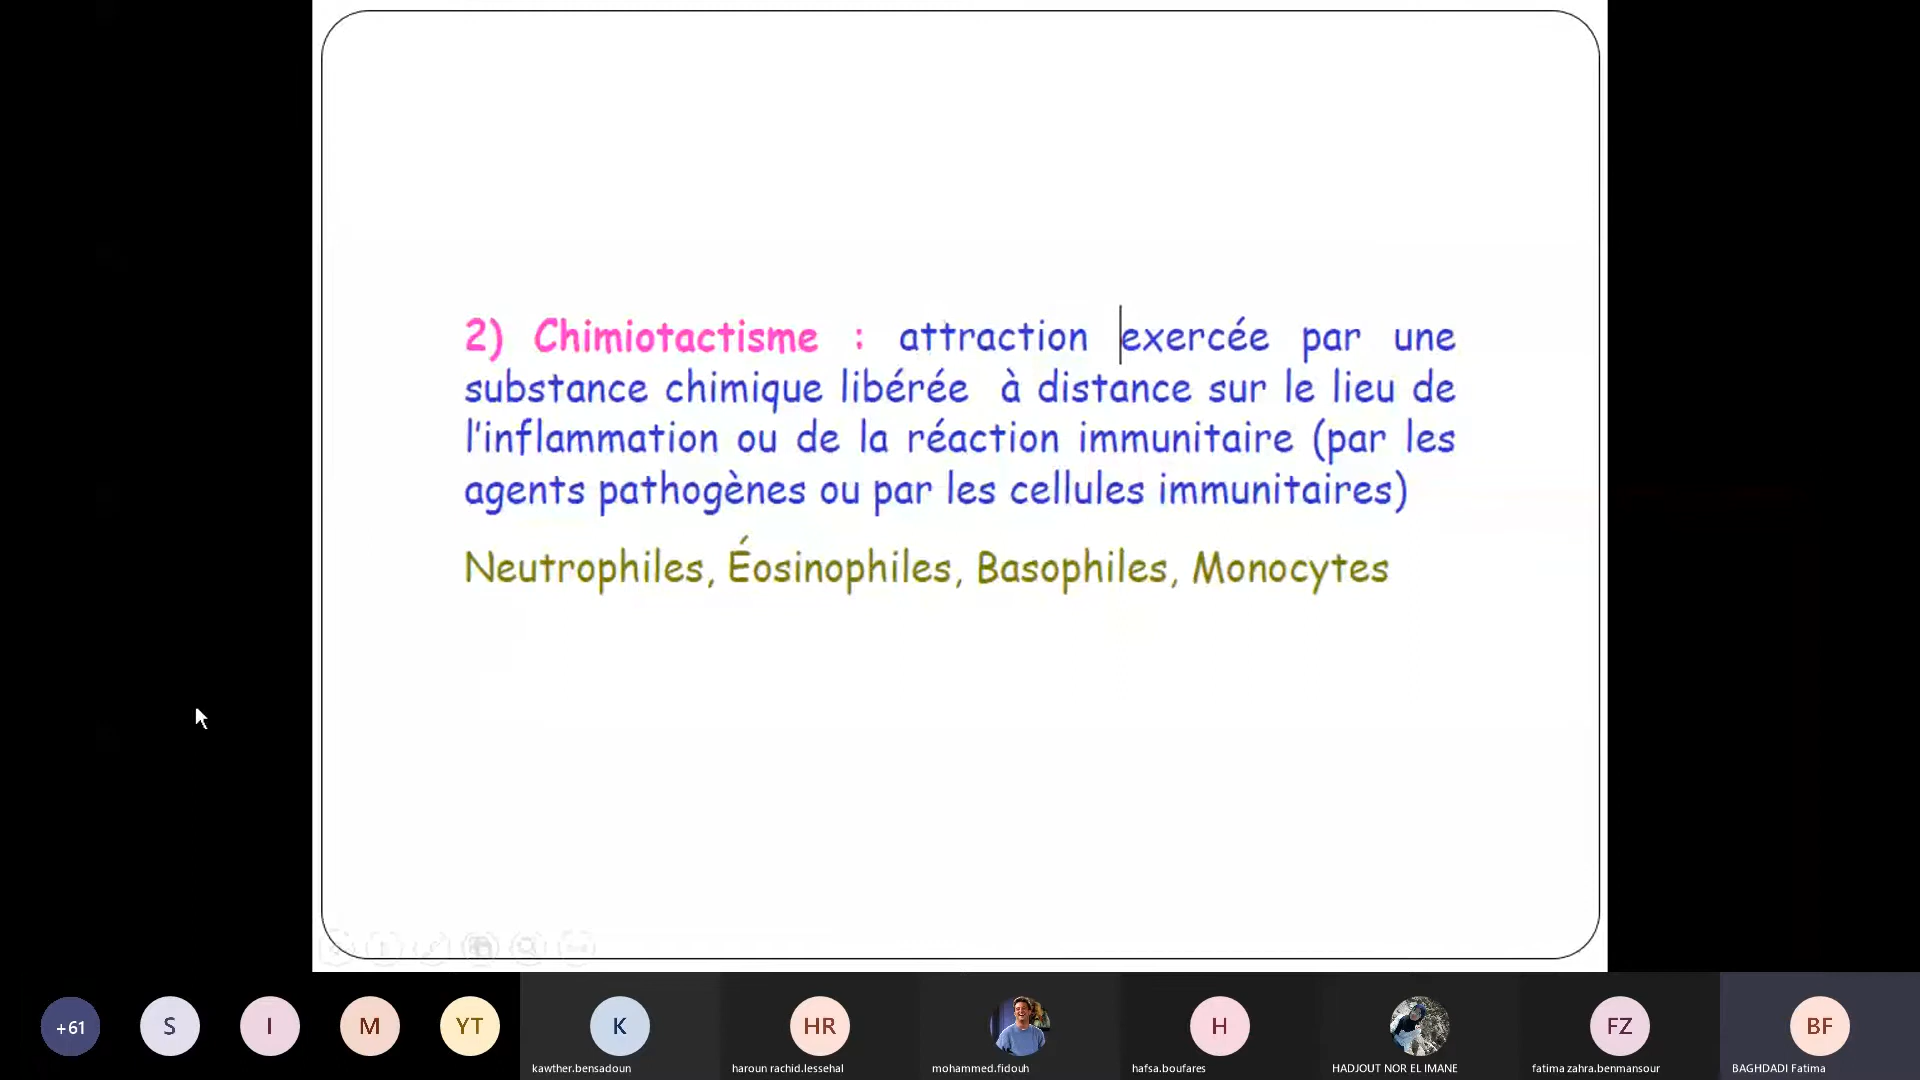 2) Chimiotactisme : attraction exercée par une
substance chimique libérée à distance sur le lieu de
l'inflammation ou de la réaction immunitaire (par les
agents pathogènes ou par les cellules immunitaires)
Neutrophiles, Éosinophiles, Basophiles, Monocytes
+61
S
I
M
YT
K
HR
H
FZ
BF
kawther.bensadoun
haroun rachid.lessehal
mohammed.fidouh
hafsa.boufares
HADJOUT NOR EL IMANE
fatima zahra.benmansour
BAGHDADI Fatima